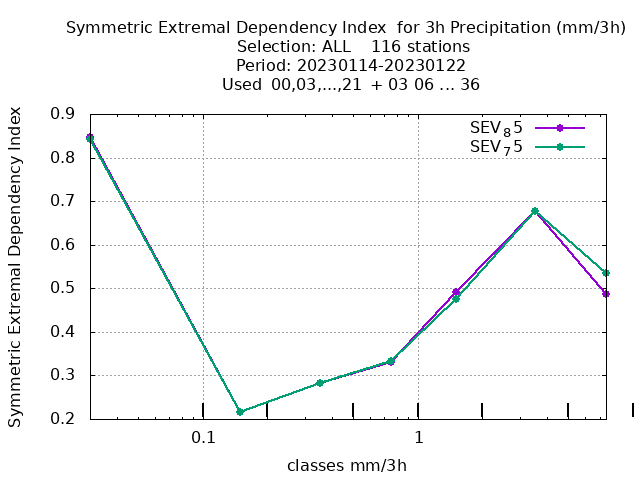 Symmetric Extremal Dependency Index  for 3h Precipitation (mm/3h)
Selection: ALL    116 stations
Period: 20230114-20230122
Used  00,03,...,21  + 03 06 ... 36
Symmetric Extremal Dependency Index
0.9
0.8
0.7
0.6
0.5
0.4
0.3
0.2
SEV₈5
SEV₇5
0.1 1
classes mm/3h